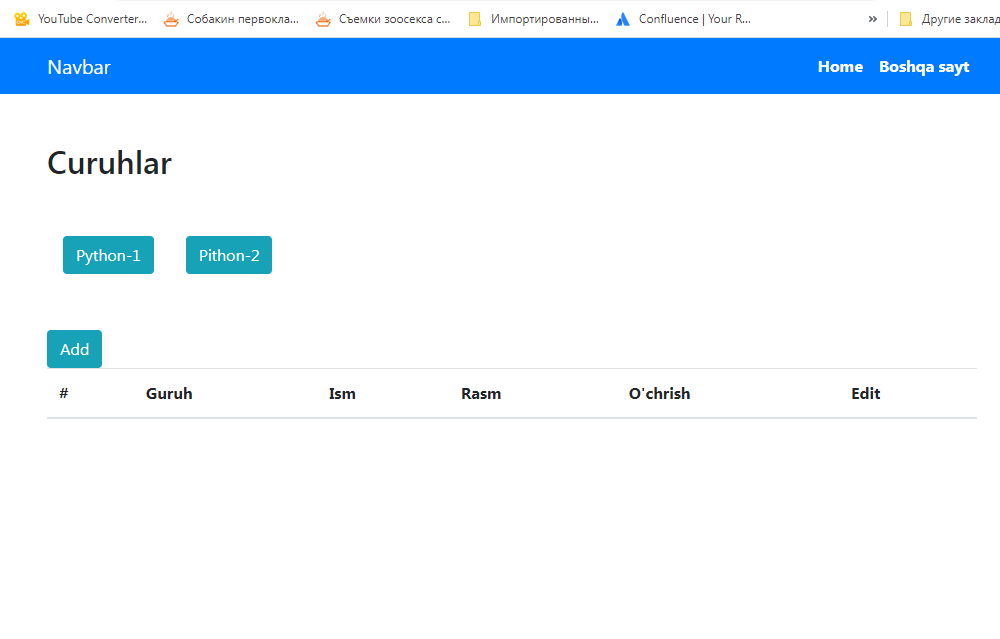 YouTube Converter... Собакин первокла... Съемки зоосекса с... Импортированны... Confluence | Your R... » Другие заклад
Navbar Home Boshqa sayt
Curuhlar
Python-1 Pithon-2
Add
# Guruh Ism Rasm O'chrish Edit